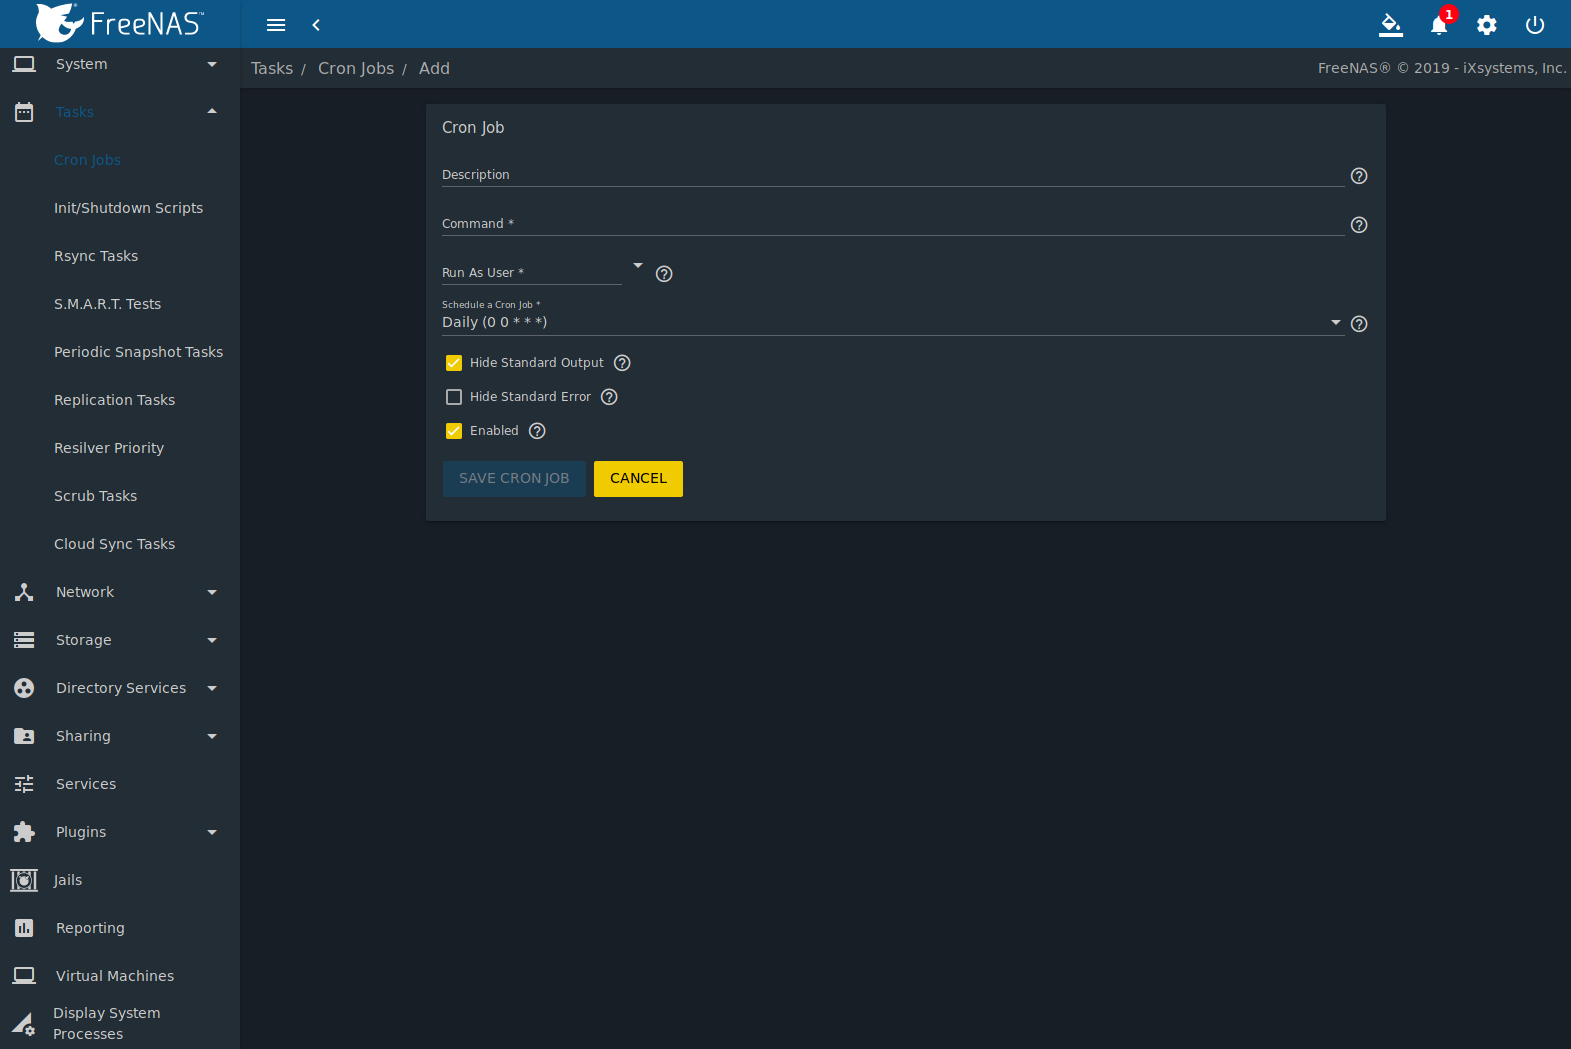 FreeNAS™
1
System
Tasks / Cron Jobs / Add
FreeNAS® © 2019 - iXsystems, Inc.
Tasks
Cron Jobs
Init/Shutdown Scripts
Rsync Tasks
S.M.A.R.T. Tests
Periodic Snapshot Tasks
Replication Tasks
Resilver Priority
Scrub Tasks
Cloud Sync Tasks
Network
Storage
Directory Services
Sharing
Services
Plugins
Jails
Reporting
Virtual Machines
Display System
Processes
Cron Job
Description
Command *
Run As User *
Schedule a Cron Job *
Daily (0 0 * * *)
Hide Standard Output
Hide Standard Error
Enabled
SAVE CRON JOB
CANCEL